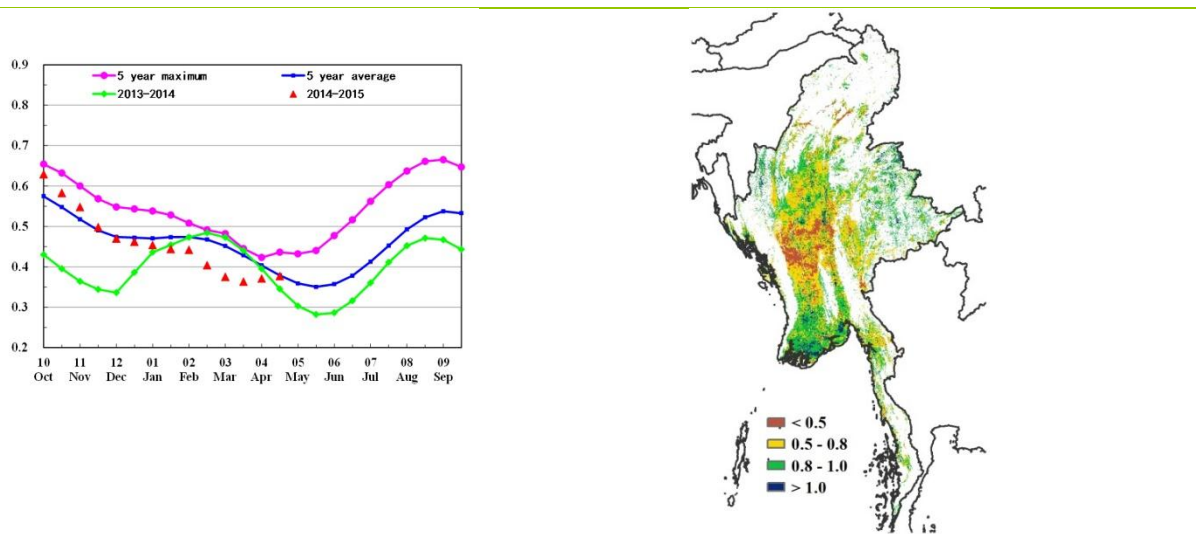 0.9
0.8
0.7
0.6
0.5
0.4
0.3
0.2
5 year maximum 5 year average
2013-2014 2014-2015
10 11 12 01 02 03 04 05 06 07 08 09
Oct Nov Dec Jan Feb Mar Apr May Jun Jul Aug Sep
< 0.5
0.5 - 0.8
0.8 - 1.0
> 1.0